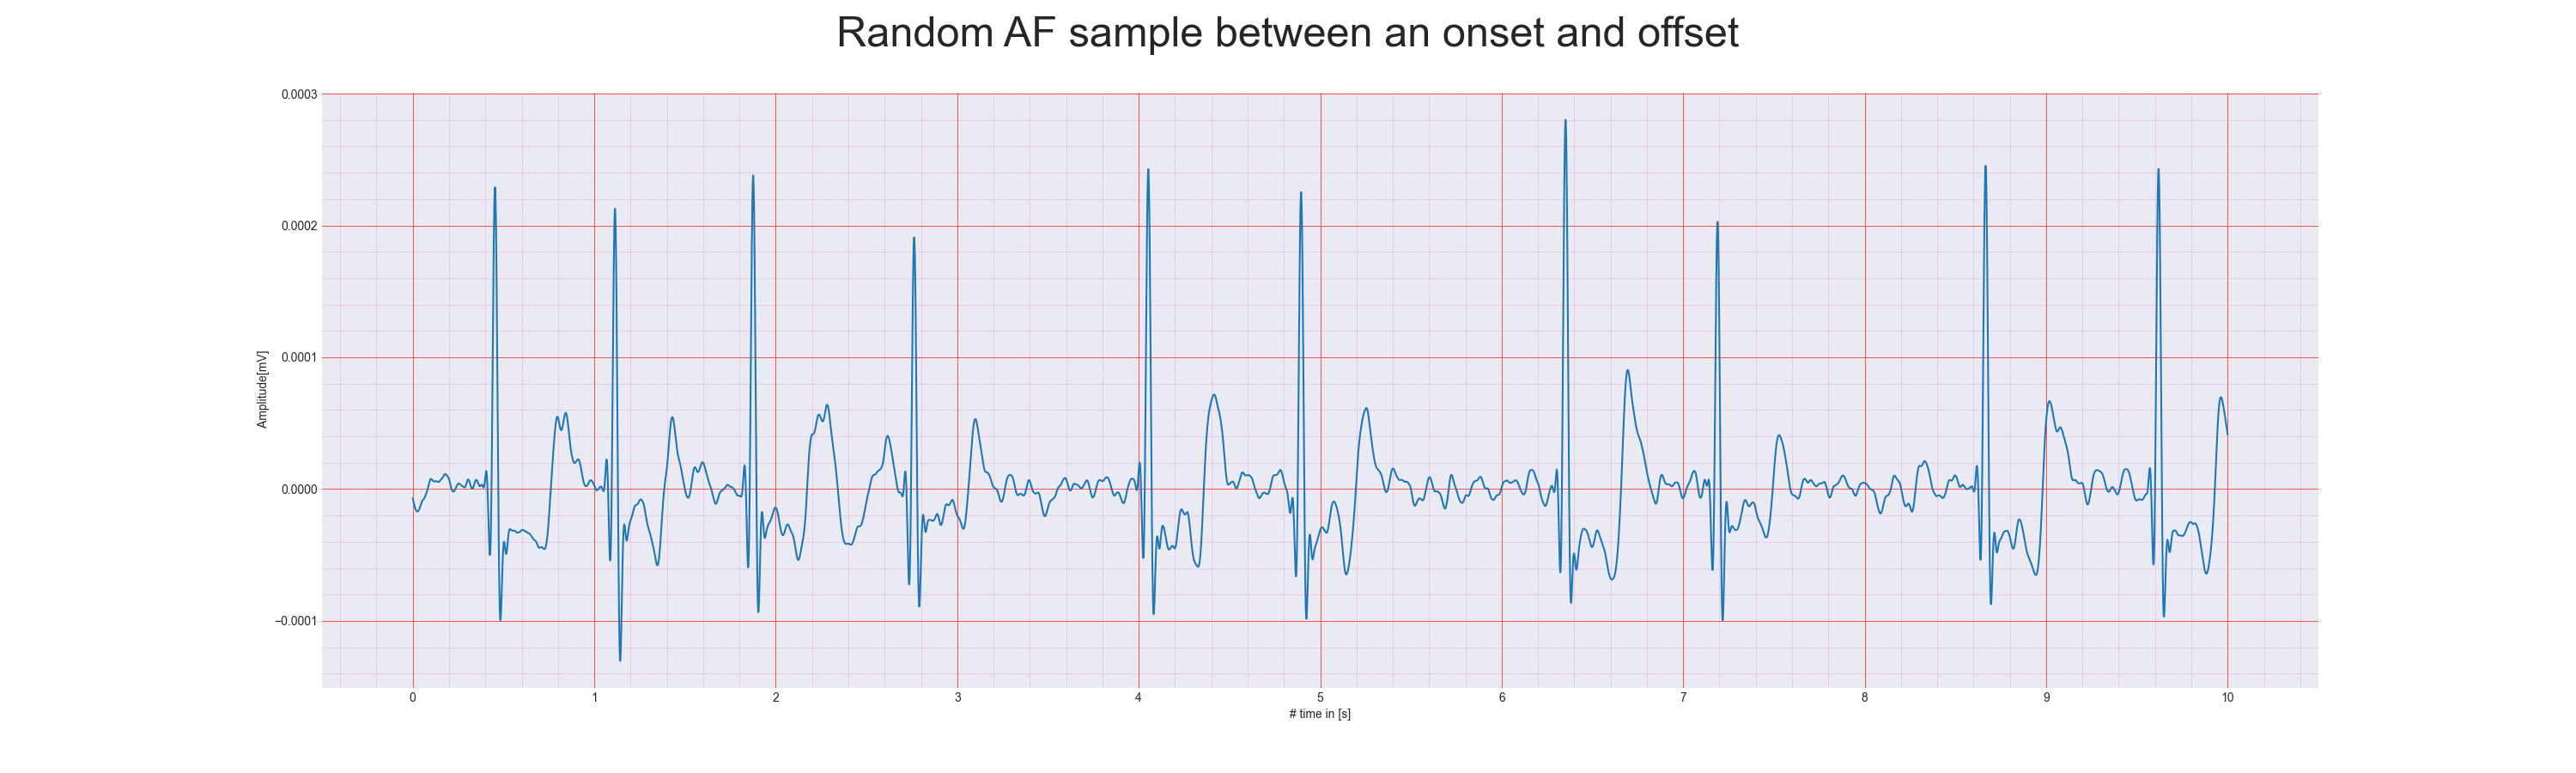 Random AF sample between an onset and offset
0.0003
0.0002
0.0001
0.0000
−0.0001
Amplitude[mV]
0 1 2 3 4 5 6 7 8 9 10
# time in [s]